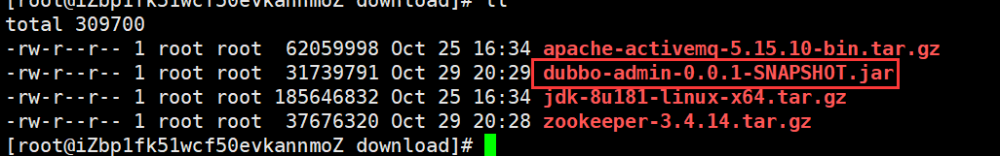 [root@iZbp1fk51wcf50evkannmoZ download]# ll
total 309700
-rw-r--r-- 1 root root 62059998 Oct 25 16:34 apache-activemq-5.15.10-bin.tar.gz
-rw-r--r-- 1 root root 31739791 Oct 29 20:29 dubbo-admin-0.0.1-SNAPSHOT.jar
-rw-r--r-- 1 root root 185646832 Oct 25 16:34 jdk-8u181-linux-x64.tar.gz
-rw-r--r-- 1 root root 37676320 Oct 29 20:28 zookeeper-3.4.14.tar.gz
[root@iZbp1fk51wcf50evkannmoZ download]#